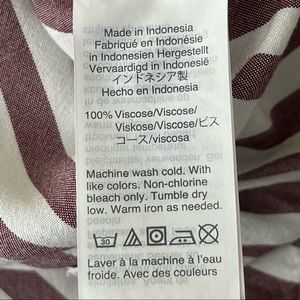 Made in Indonesia
Fabriqué en Indonésie
in Indonesien Hergestellt
Vervaardigd in Indonesië
インドネシア製
Hecho en Indonesia
100% Viscose/Viscose/
Viskose/Viscose/ビス
コース/viscosa
Machine wash cold. With
like colors. Non-chlorine
bleach only. Tumble dry
low. Warm iron as needed.
30
Laver à la machine à l'eau
froide. Avec des couleurs